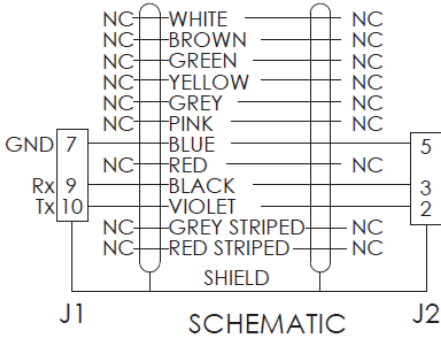 NC WHITE NC
NC BROWN NC
NC GREEN NC
NC YELLOW NC
NC GREY NC
NC PINK NC
GND 7 BLUE 5
NC RED NC
Rx 9 BLACK 3
Tx 10 VIOLET 2
NC GREY STRIPED NC
NC RED STRIPED NC
SHIELD
J1 SCHEMATIC J2